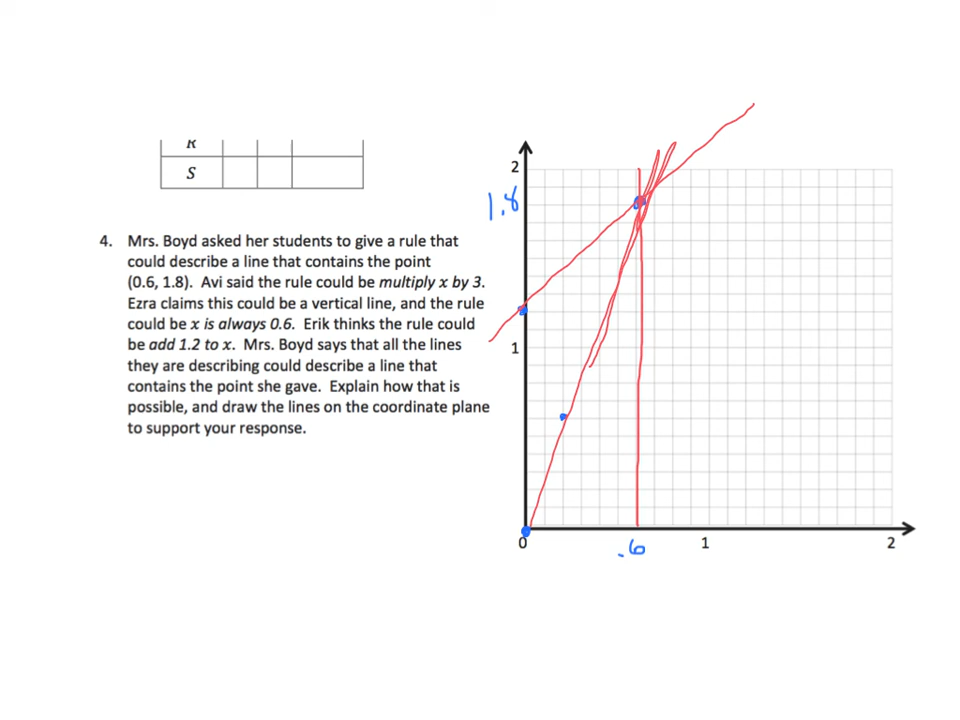 R
S
4. Mrs. Boyd asked her students to give a rule that
could describe a line that contains the point
(0.6, 1.8). Avi said the rule could be multiply x by 3.
Ezra claims this could be a vertical line, and the rule
could be x is always 0.6. Erik thinks the rule could
be add 1.2 to x. Mrs. Boyd says that all the lines
they are describing could describe a line that
contains the point she gave. Explain how that is
possible, and draw the lines on the coordinate plane
to support your response.
2
1.8
1
0 .6 1 2